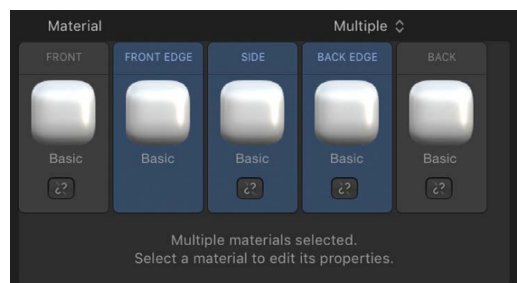 Material Multiple
FRONT FRONT EDGE SIDE BACK EDGE BACK
Basic Basic Basic Basic Basic
¿? ¿? ¿? ¿?
Multiple materials selected.
Select a material to edit its properties.